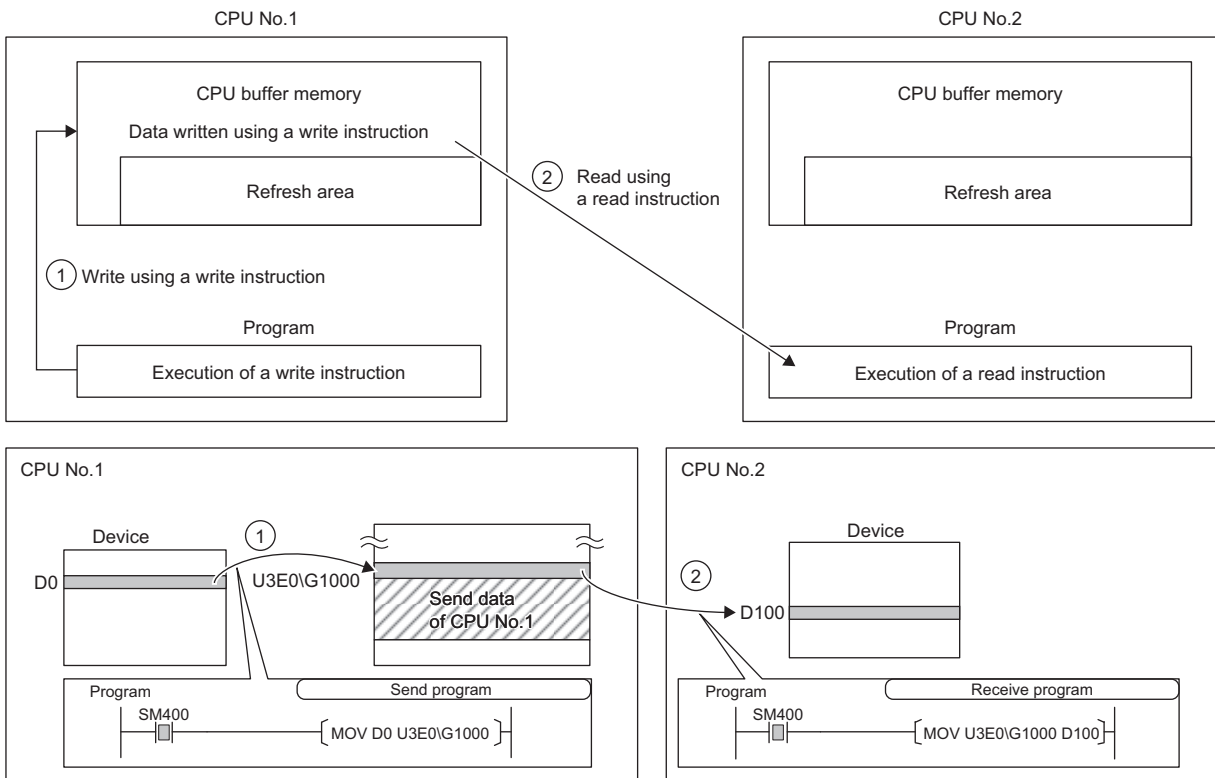 CPU No.1
CPU No.2
CPU buffer memory
Data written using a write instruction
Refresh area
① Write using a write instruction
Program
Execution of a write instruction
② Read using
a read instruction
CPU buffer memory
Refresh area
Program
Execution of a read instruction
CPU No.1
Device
①
D0
U3E0\G1000
Send data
of CPU No.1
Program
Send program
SM400
MOV D0 U3E0\G1000
CPU No.2
Device
②
D100
Program
Receive program
SM400
MOV U3E0\G1000 D100